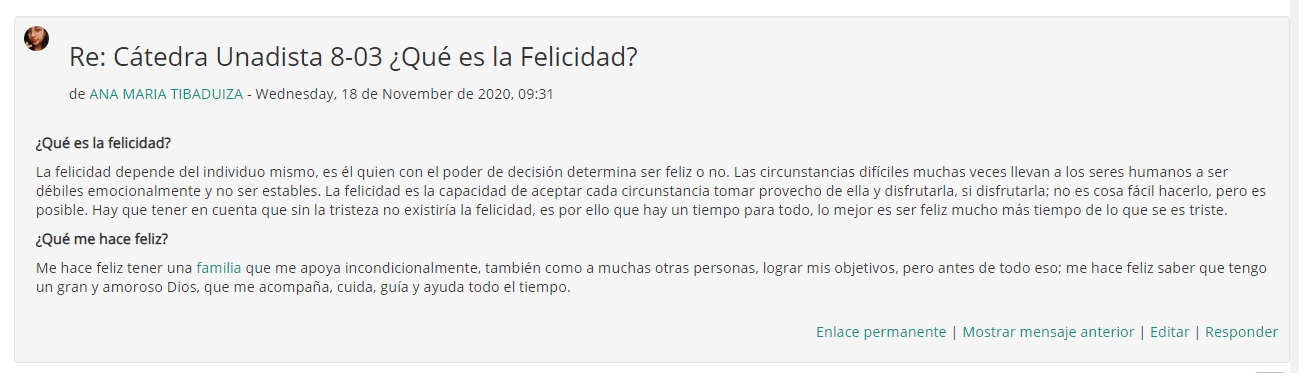 Re: Cátedra Unadista 8-03 ¿Qué es la Felicidad?
de ANA MARIA TIBADUIZA - Wednesday, 18 de November de 2020, 09:31
¿Qué es la felicidad?
La felicidad depende del individuo mismo, es él quien con el poder de decisión determina ser feliz o no. Las circunstancias difíciles muchas veces llevan a los seres humanos a ser
débiles emocionalmente y no ser estables. La felicidad es la capacidad de aceptar cada circunstancia tomar provecho de ella y disfrutarla, si disfrutarla; no es cosa fácil hacerlo, pero es
posible. Hay que tener en cuenta que sin la tristeza no existiría la felicidad, es por ello que hay un tiempo para todo, lo mejor es ser feliz mucho más tiempo de lo que se es triste.
¿Qué me hace feliz?
Me hace feliz tener una familia que me apoya incondicionalmente, también como a muchas otras personas, lograr mis objetivos, pero antes de todo eso; me hace feliz saber que tengo
un gran y amoroso Dios, que me acompaña, cuida, guía y ayuda todo el tiempo.
Enlace permanente | Mostrar mensaje anterior | Editar | Responder